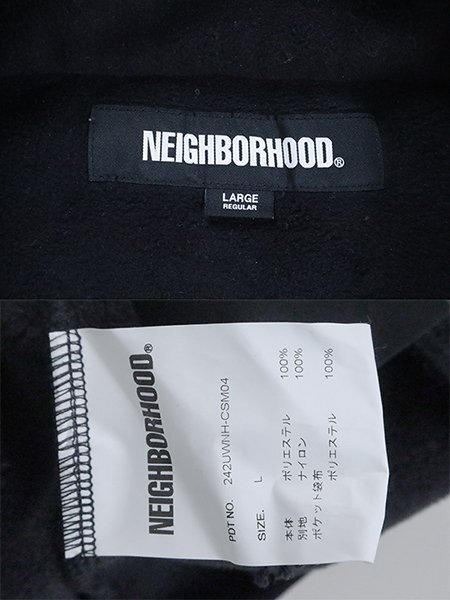 NEIGHBORHOOD®
LARGE
REGULAR
NEIGHBORHOOD®
PDT NO. 242UWNH-CSM04
SIZE. L
本体 ポリエステル 100%
別地 ナイロン 100%
ポケット袋布
ポリエステル 100%